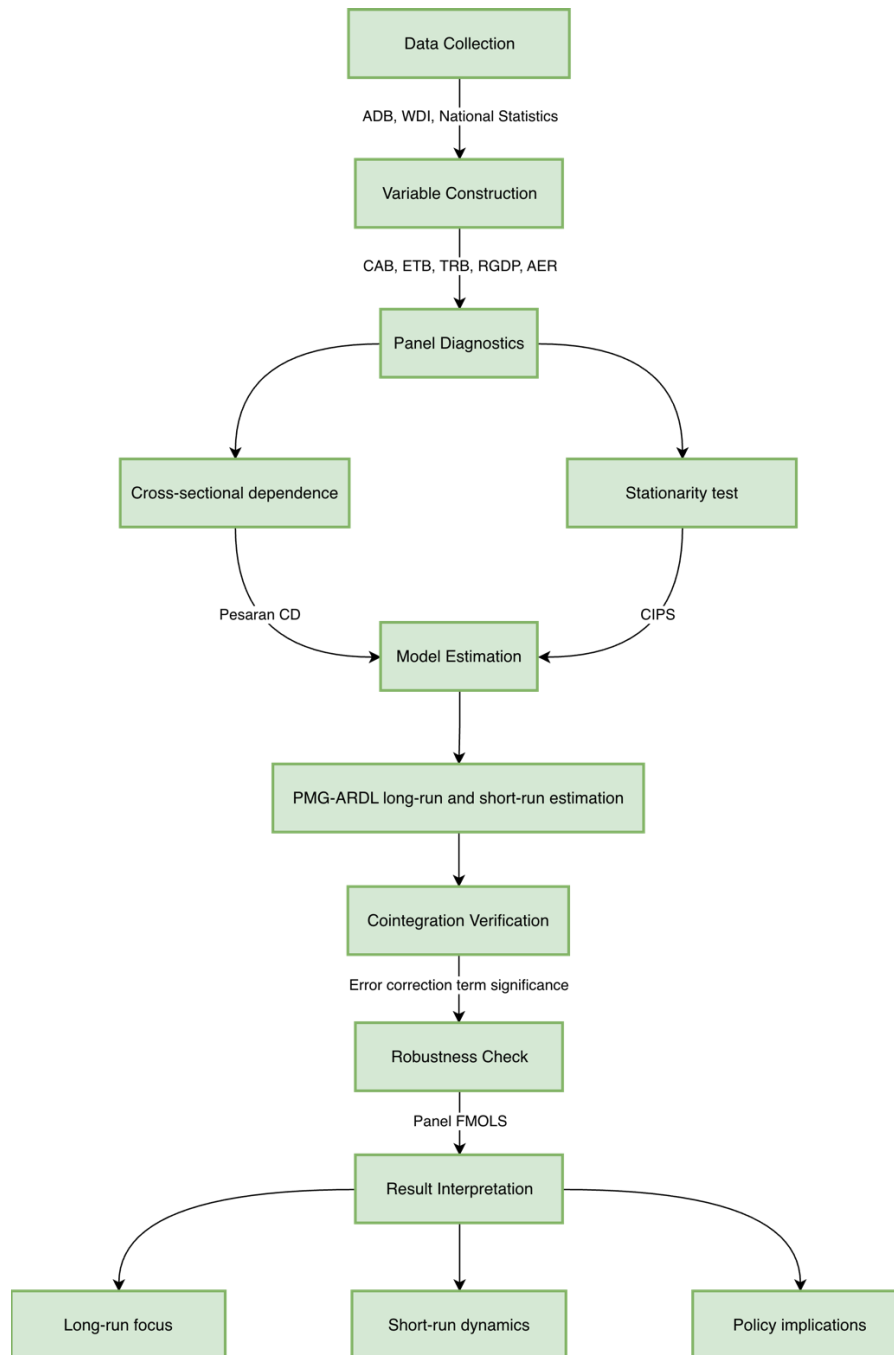 Data Collection
ADB, WDI, National Statistics
Variable Construction
CAB, ETB, TRB, RGDP, AER
Panel Diagnostics
Cross-sectional dependence
Stationarity test
Pesaran CD
CIPS
Model Estimation
PMG-ARDL long-run and short-run estimation
Cointegration Verification
Error correction term significance
Robustness Check
Panel FMOLS
Result Interpretation
Long-run focus
Short-run dynamics
Policy implications